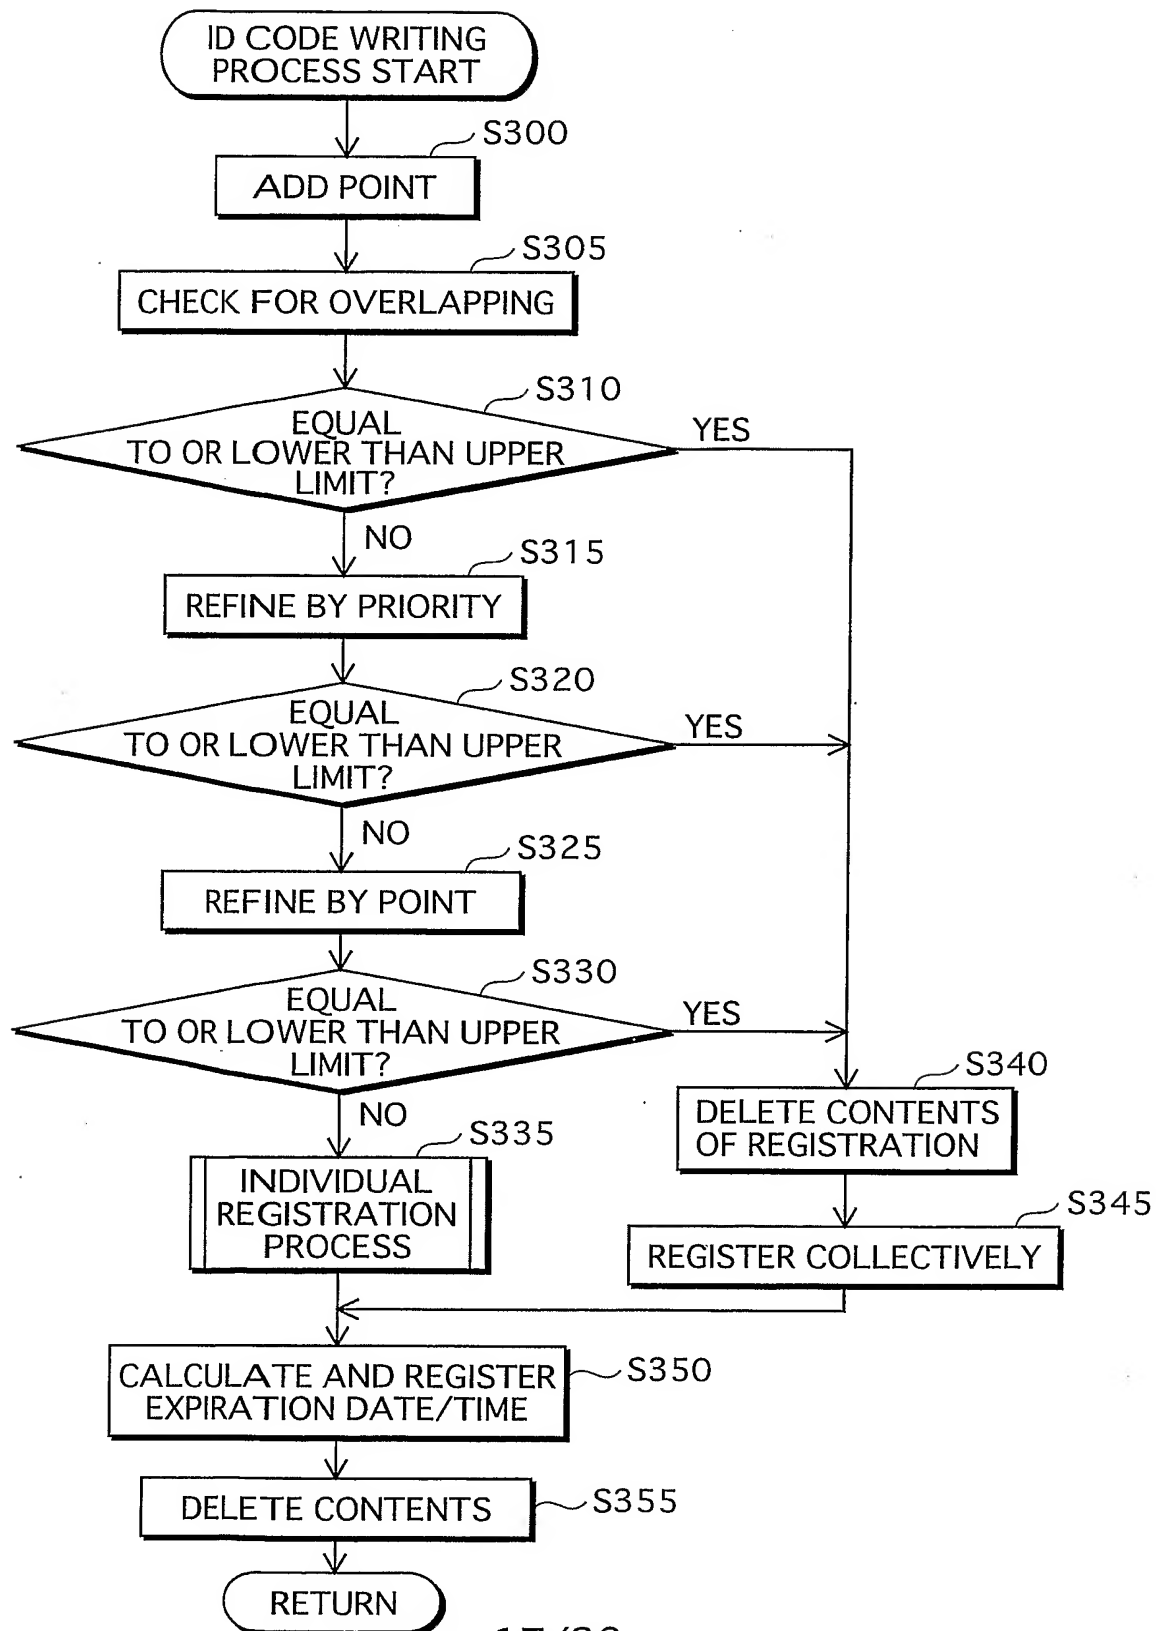 ID CODE WRITING
PROCESS START
S300
ADD POINT
S305
CHECK FOR OVERLAPPING
S310
EQUAL
TO OR LOWER THAN UPPER
LIMIT?
YES
NO
S315
REFINE BY PRIORITY
S320
EQUAL
TO OR LOWER THAN UPPER
LIMIT?
YES
NO
S325
REFINE BY POINT
S330
EQUAL
TO OR LOWER THAN UPPER
LIMIT?
YES
NO
S335
INDIVIDUAL
REGISTRATION
PROCESS
S340
DELETE CONTENTS
OF REGISTRATION
S345
REGISTER COLLECTIVELY
S350
CALCULATE AND REGISTER
EXPIRATION DATE/TIME
S355
DELETE CONTENTS
RETURN